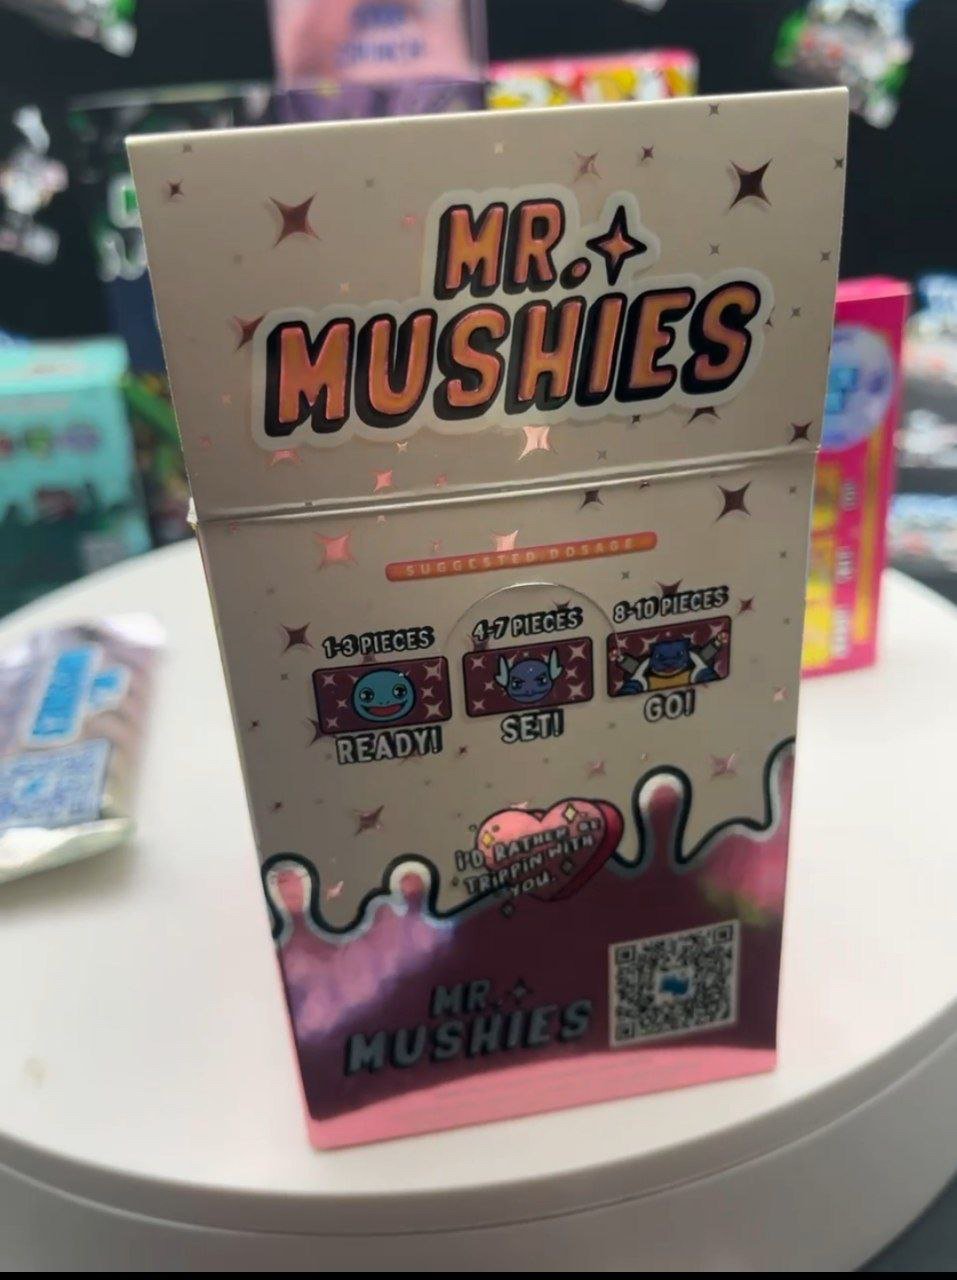 MR.
MUSHIES
SUGGESTED DOSAGE
1-3 PIECES
4-7 PIECES
8-10 PIECES
READY!
SET!
GO!
I'D RATHER BE
TRIPPIN WITH
YOU.
MR.
MUSHIES